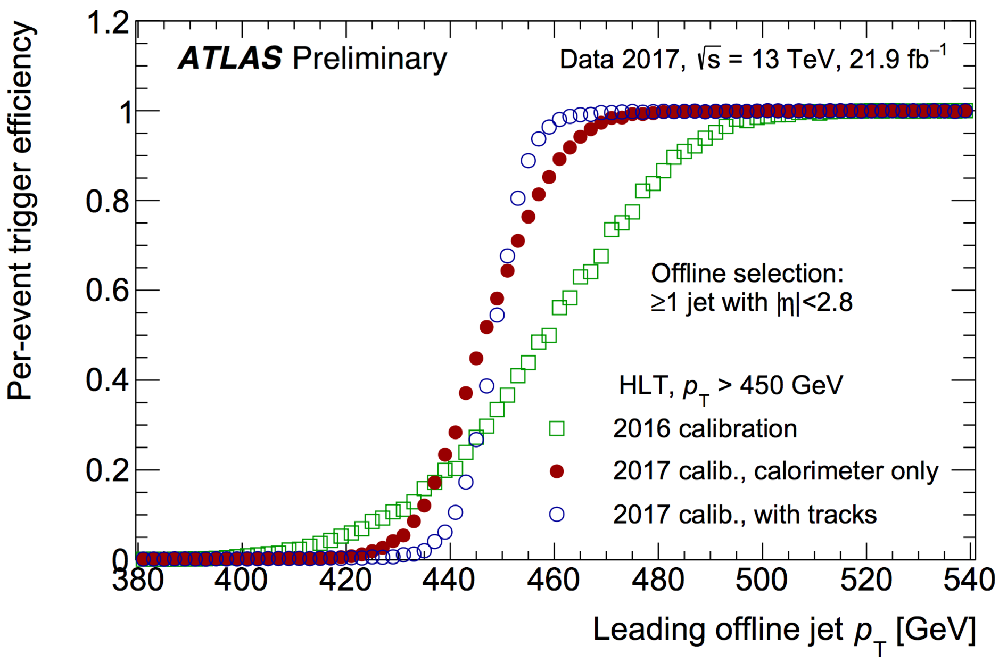 Per-event trigger efficiency
1.2
1
0.8
0.6
0.4
0.2
0
ATLAS Preliminary
Data 2017, √s = 13 TeV, 21.9 fb⁻¹
Offline selection:
≥1 jet with |η|<2.8
HLT, p_T > 450 GeV
2016 calibration
2017 calib., calorimeter only
2017 calib., with tracks
380 400 420 440 460 480 500 520 540
Leading offline jet p_T [GeV]